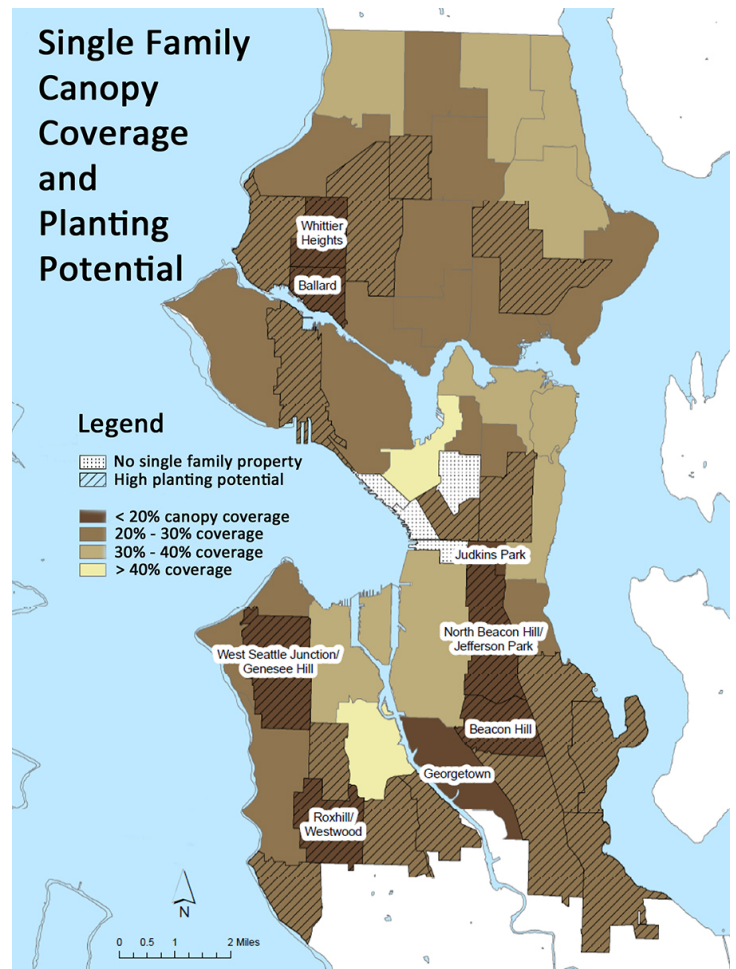 Single Family
Canopy
Coverage
and
Planting
Potential
Whittier
Heights
Ballard
Legend
No single family property
High planting potential
< 20% canopy coverage
20% - 30% coverage
30% - 40% coverage
> 40% coverage
Judkins Park
North Beacon Hill/
Jefferson Park
West Seattle Junction/
Genesee Hill
Beacon Hill
Georgetown
Roxhill/
Westwood
N
0 0.5 1 2 Miles